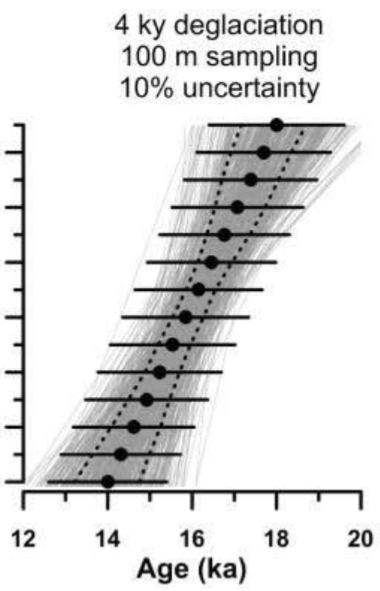 4 ky deglaciation
100 m sampling
10% uncertainty
12 14 16 18 20
Age (ka)